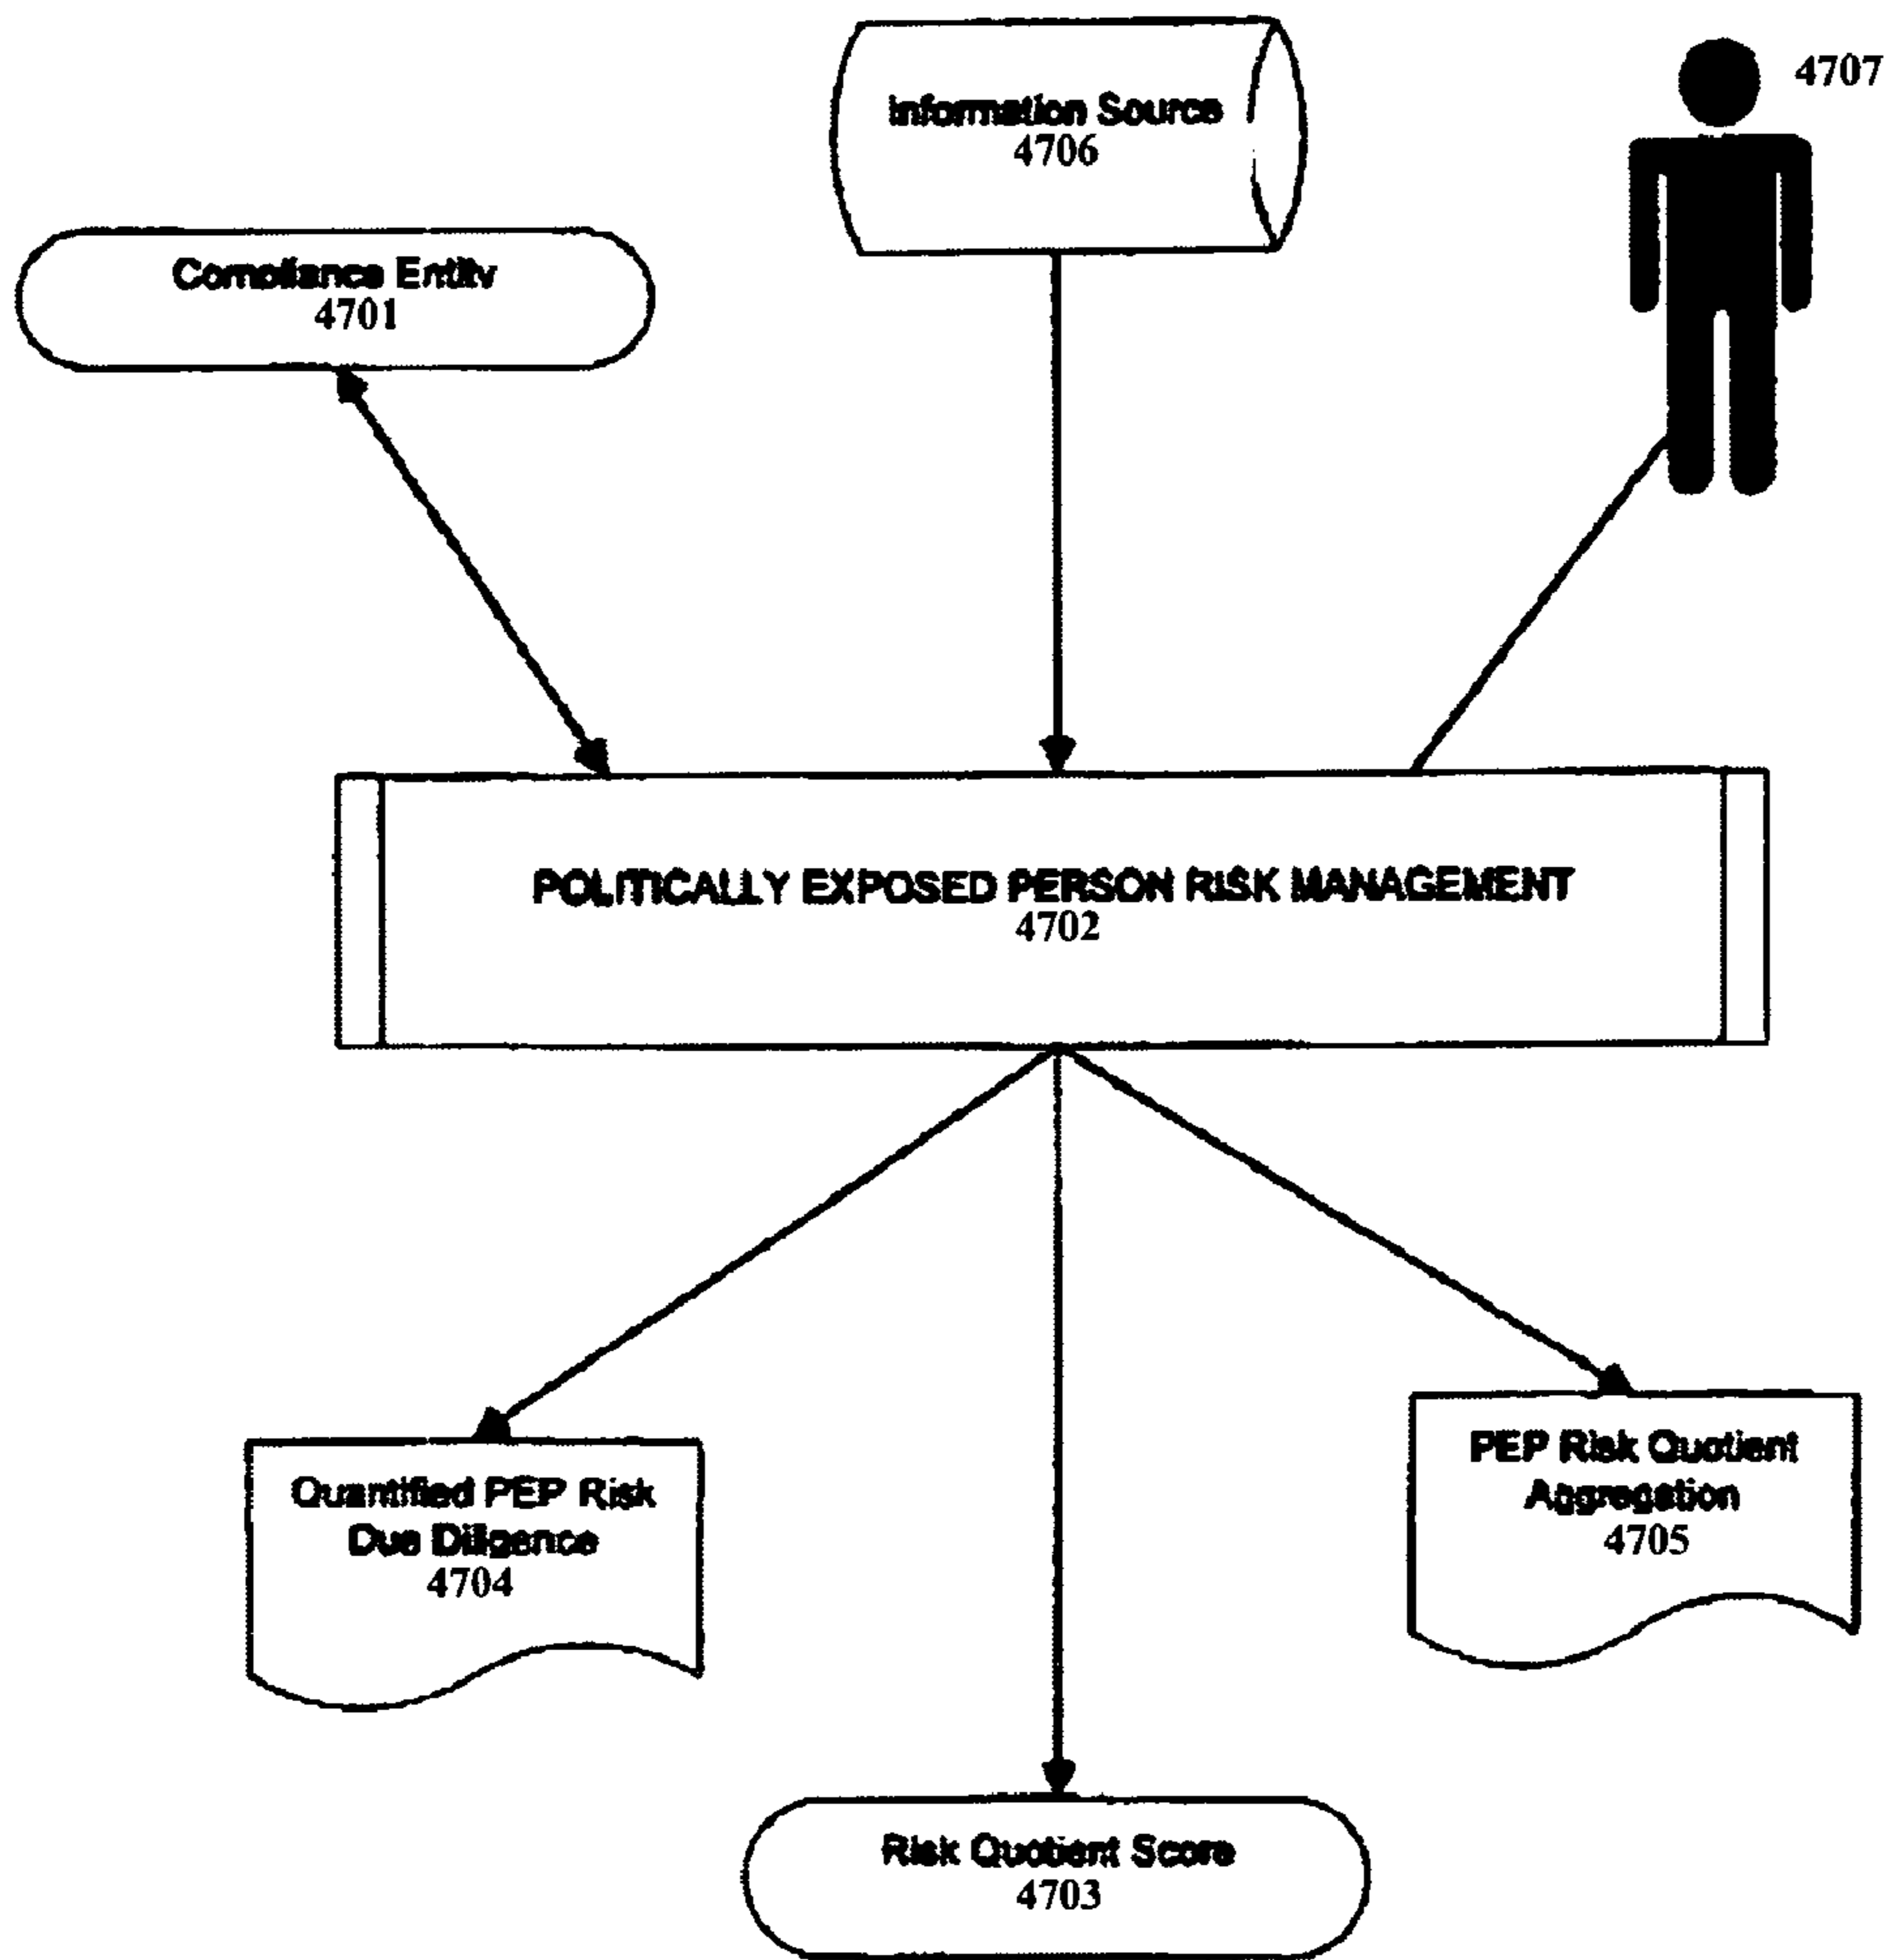 Information Source
4706
4707
Compliance Entity
4701
POLITICALLY EXPOSED PERSON RISK MANAGEMENT
4702
Quantified PEP Risk
Due Diligence
4704
PEP Risk Quotient
Aggregation
4705
Risk Quotient Score
4703